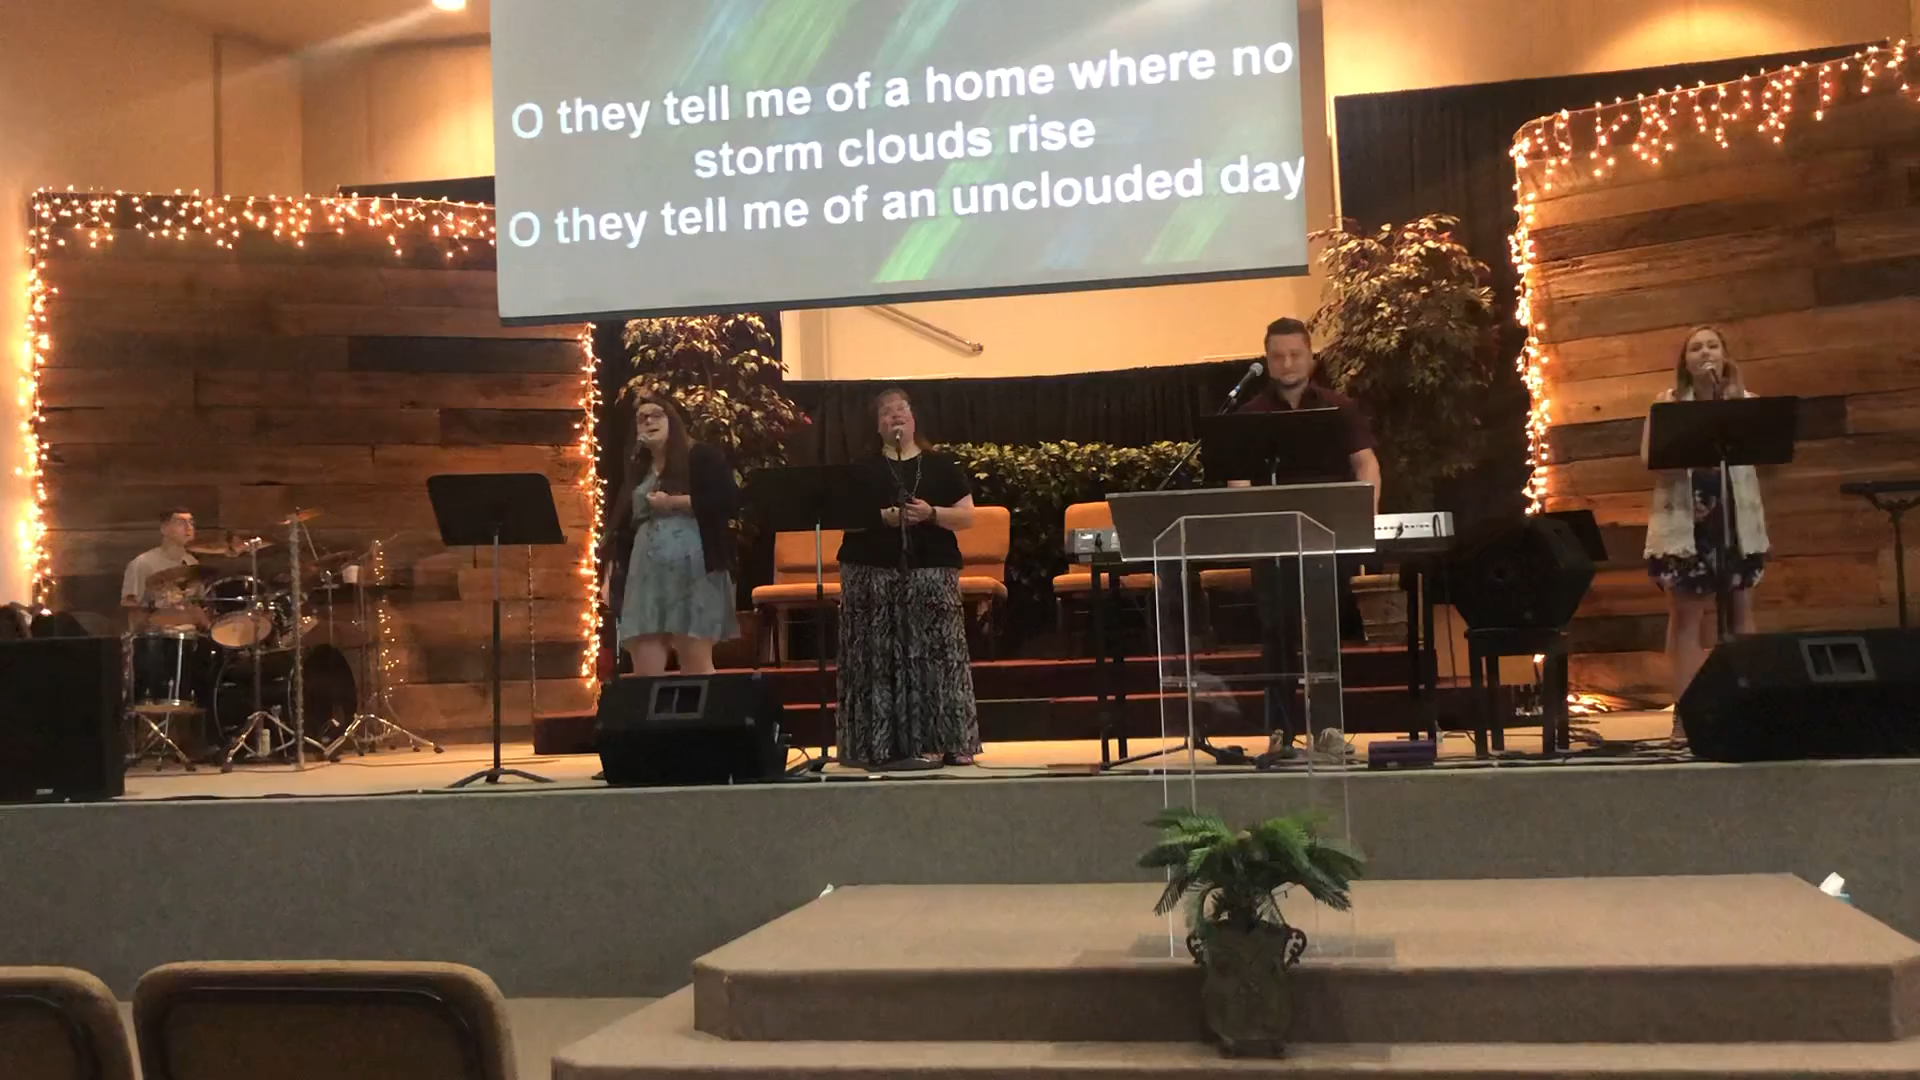 O they tell me of a home where no
storm clouds rise
O they tell me of an unclouded day